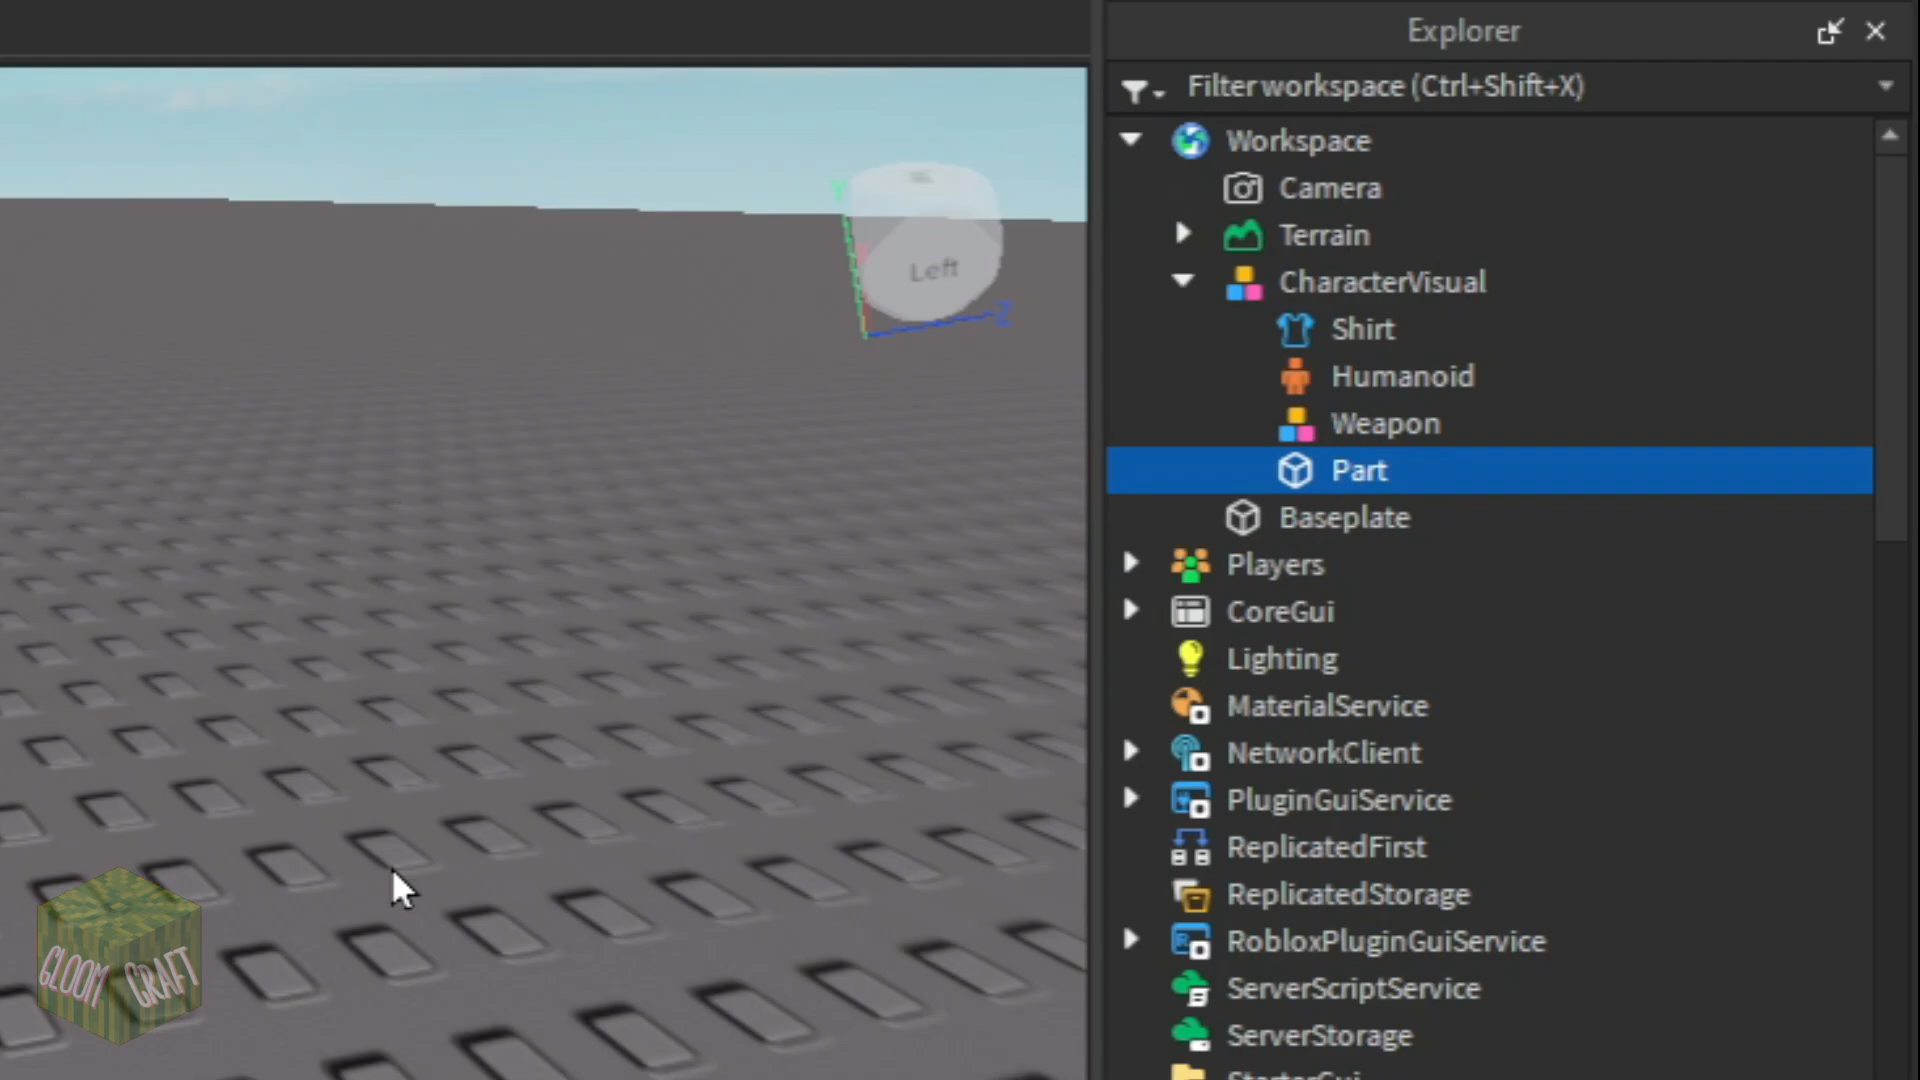 Explorer
Filter workspace (Ctrl+Shift+X)
Workspace
Camera
Terrain
CharacterVisual
Shirt
Humanoid
Weapon
Part
Baseplate
Players
CoreGui
Lighting
MaterialService
NetworkClient
PluginGuiService
ReplicatedFirst
ReplicatedStorage
RobloxPluginGuiService
ServerScriptService
ServerStorage
StarterGui
Y
Left
Z
GLOOM CRAFT